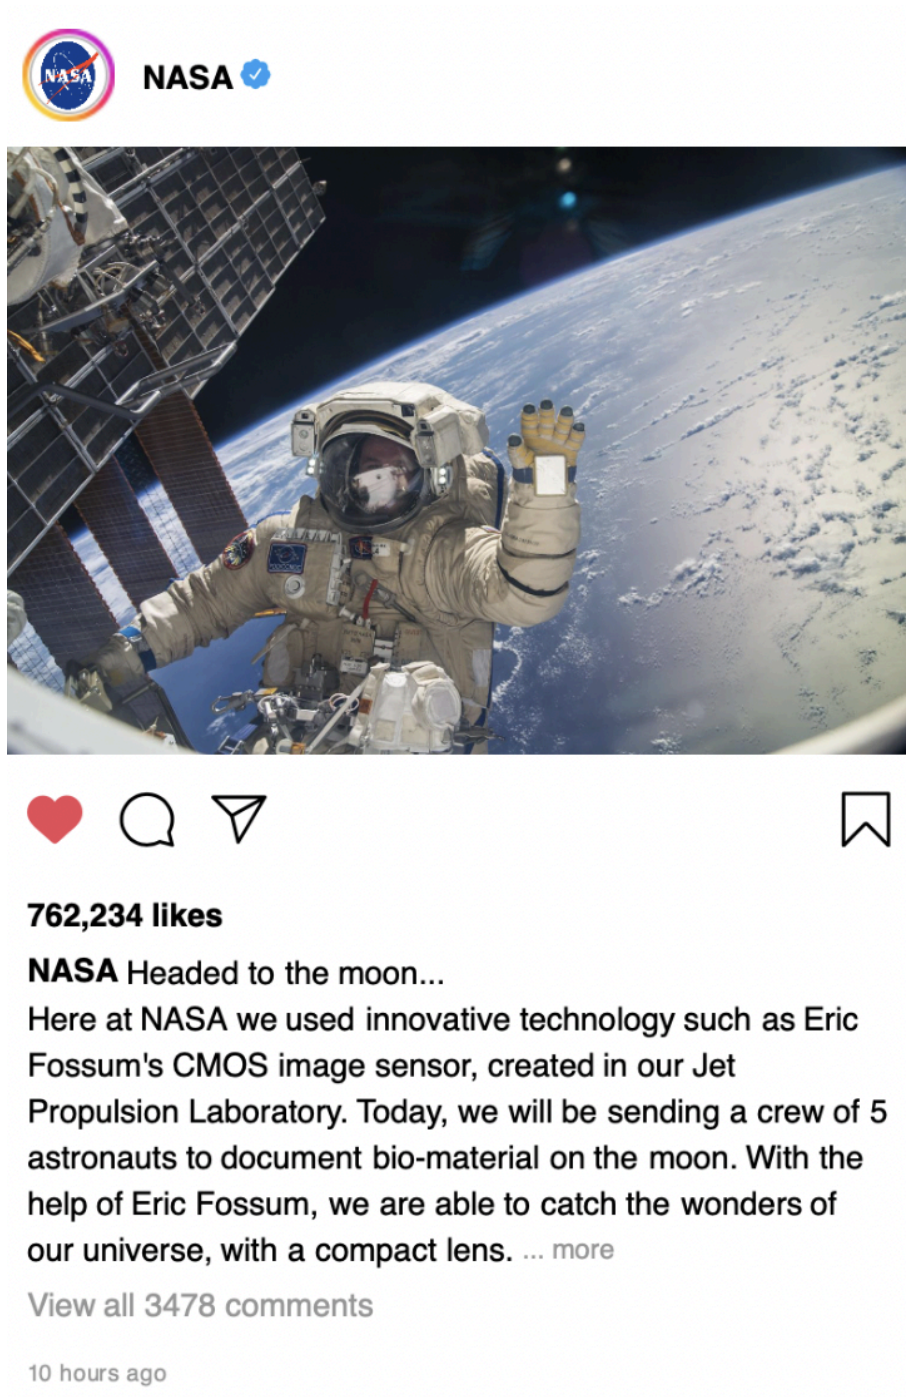 NASA
NASA
762,234 likes
NASA Headed to the moon...
Here at NASA we used innovative technology such as Eric
Fossum's CMOS image sensor, created in our Jet
Propulsion Laboratory. Today, we will be sending a crew of 5
astronauts to document bio-material on the moon. With the
help of Eric Fossum, we are able to catch the wonders of
our universe, with a compact lens. ... more
View all 3478 comments
10 hours ago